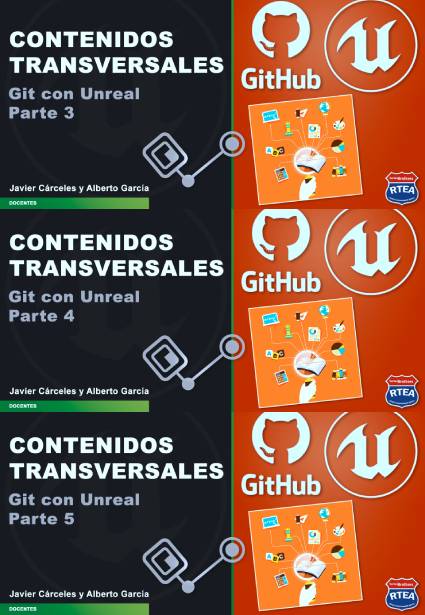 CONTENIDOS
TRANSVERSALES
Git con Unreal
Parte 3
Javier Cárceles y Alberto García
DOCENTES
GitHub
RTEA
CONTENIDOS
TRANSVERSALES
Git con Unreal
Parte 4
Javier Cárceles y Alberto García
DOCENTES
GitHub
RTEA
CONTENIDOS
TRANSVERSALES
Git con Unreal
Parte 5
Javier Cárceles y Alberto García
DOCENTES
GitHub
RTEA